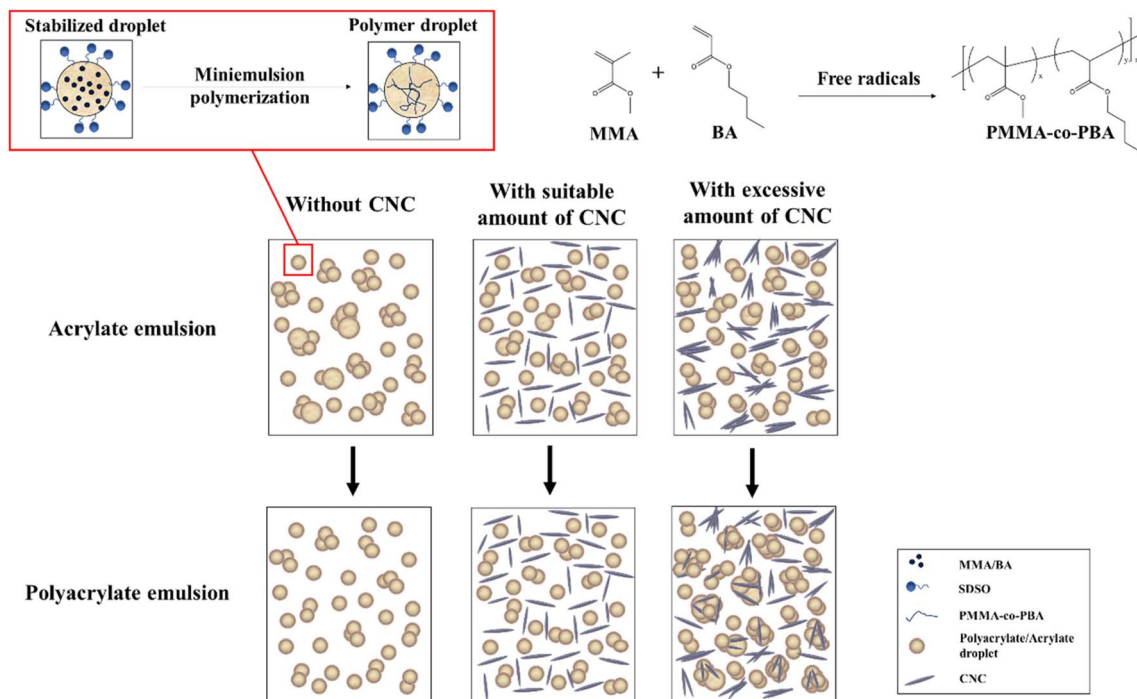 Stabilized droplet
Polymer droplet
Miniemulsion
polymerization
MMA
+
BA
Free radicals
PMMA-co-PBA
O
O
O
O
O
O
O
O
x
y
Without CNC
With suitable
amount of CNC
With excessive
amount of CNC
Acrylate emulsion
Polyacrylate emulsion
MMA/BA
SDSO
PMMA-co-PBA
Polyacrylate/Acrylate
droplet
CNC